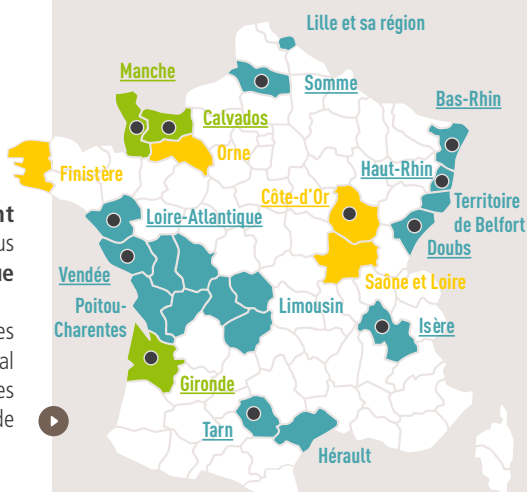 Lille et sa région
Manche
Somme
Bas-Rhin
Calvados
Orne
Haut-Rhin
Finistère
Côte-d'Or
Territoire
de Belfort
nt
Loire-Atlantique
us
Doubs
ue
Vendée
Saône et Loire
Poitou-
Charentes
Limousin
Isère
es
al
Gironde
es
de
Tarn
Hérault